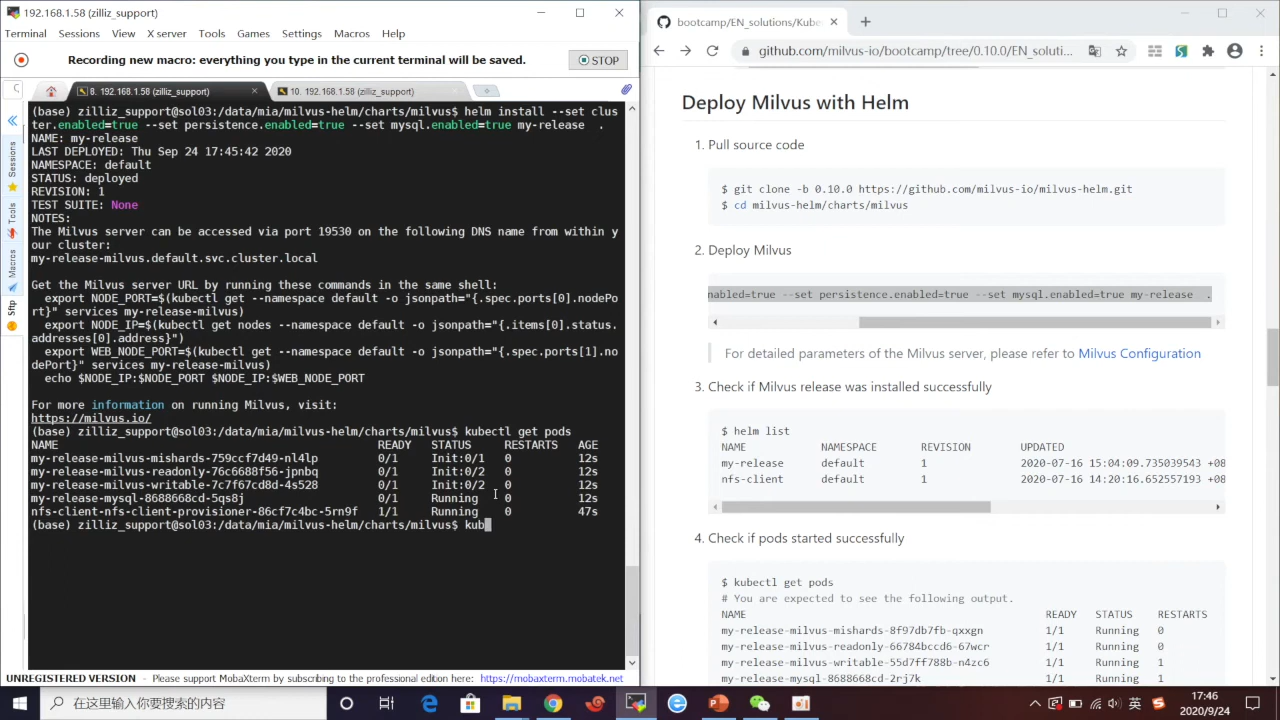 192.168.1.58 (zilliz_support)
Terminal Sessions View X server Tools Games Settings Macros Help
Recording new macro: everything you type in the current terminal will be saved.
STOP
8. 192.168.1.58 (zilliz_support)
10. 192.168.1.58 (zilliz_support)
Sessions
Tools
Macros
Sftp
(base) zilliz_support@sol03:/data/mia/milvus-helm/charts/milvus$ helm install --set clus
ter.enabled=true --set persistence.enabled=true --set mysql.enabled=true my-release .
NAME: my-release
LAST DEPLOYED: Thu Sep 24 17:45:42 2020
NAMESPACE: default
STATUS: deployed
REVISION: 1
TEST SUITE: None
NOTES:
The Milvus server can be accessed via port 19530 on the following DNS name from within y
our cluster:
my-release-milvus.default.svc.cluster.local
Get the Milvus server URL by running these commands in the same shell:
export NODE_PORT=$(kubectl get --namespace default -o jsonpath="{.spec.ports[0].nodePo
rt}" services my-release-milvus)
export NODE_IP=$(kubectl get nodes --namespace default -o jsonpath="{.items[0].status.
addresses[0].address}")
export WEB_NODE_PORT=$(kubectl get --namespace default -o jsonpath="{.spec.ports[1].no
dePort}" services my-release-milvus)
echo $NODE_IP:$NODE_PORT $NODE_IP:$WEB_NODE_PORT
For more information on running Milvus, visit:
https://milvus.io/
(base) zilliz_support@sol03:/data/mia/milvus-helm/charts/milvus$ kubectl get pods
NAME READY STATUS RESTARTS AGE
my-release-milvus-mishards-759ccf7d49-nl4lp 0/1 Init:0/1 0 12s
my-release-milvus-readonly-76c6688f56-jpnbq 0/1 Init:0/2 0 12s
my-release-milvus-writable-7c7f67cd8d-4s528 0/1 Init:0/2 0 12s
my-release-mysql-8688668cd-5qs8j 0/1 Running 0 12s
nfs-client-nfs-client-provisioner-86cf7c4bc-5rn9f 1/1 Running 0 47s
(base) zilliz_support@sol03:/data/mia/milvus-helm/charts/milvus$ kub
UNREGISTERED VERSION - Please support MobaXterm by subscribing to the professional edition here: https://mobaxterm.mobatek.net
bootcamp/EN_solutions/Kube
github.com/milvus-io/bootcamp/tree/0.10.0/EN_soluti...
Deploy Milvus with Helm
1. Pull source code
$ git clone -b 0.10.0 https://github.com/milvus-io/milvus-helm.git
$ cd milvus-helm/charts/milvus
2. Deploy Milvus
nabled=true --set persistence.enabled=true --set mysql.enabled=true my-release .
For detailed parameters of the Milvus server, please refer to Milvus Configuration
3. Check if Milvus release was installed successfully
$ helm list
NAME NAMESPACE REVISION UPDATED
my-release default 1 2020-07-16 15:04:09.735039543 +08
nfs-client default 1 2020-07-16 14:20:16.652557193 +08
4. Check if pods started successfully
$ kubectl get pods
# You are expected to see the following output.
NAME READY STATUS RESTARTS
my-release-milvus-mishards-8f97db7fb-qxxgn 1/1 Running 0
my-release-milvus-readonly-66784bccd6-67wcr 1/1 Running 0
my-release-milvus-writable-55d7ff788b-n4zc6 1/1 Running 1
my-release-mysql-8688668cd-2rj7k 1/1 Running 1
在这里输入你要搜索的内容
英
17:46
2020/9/24